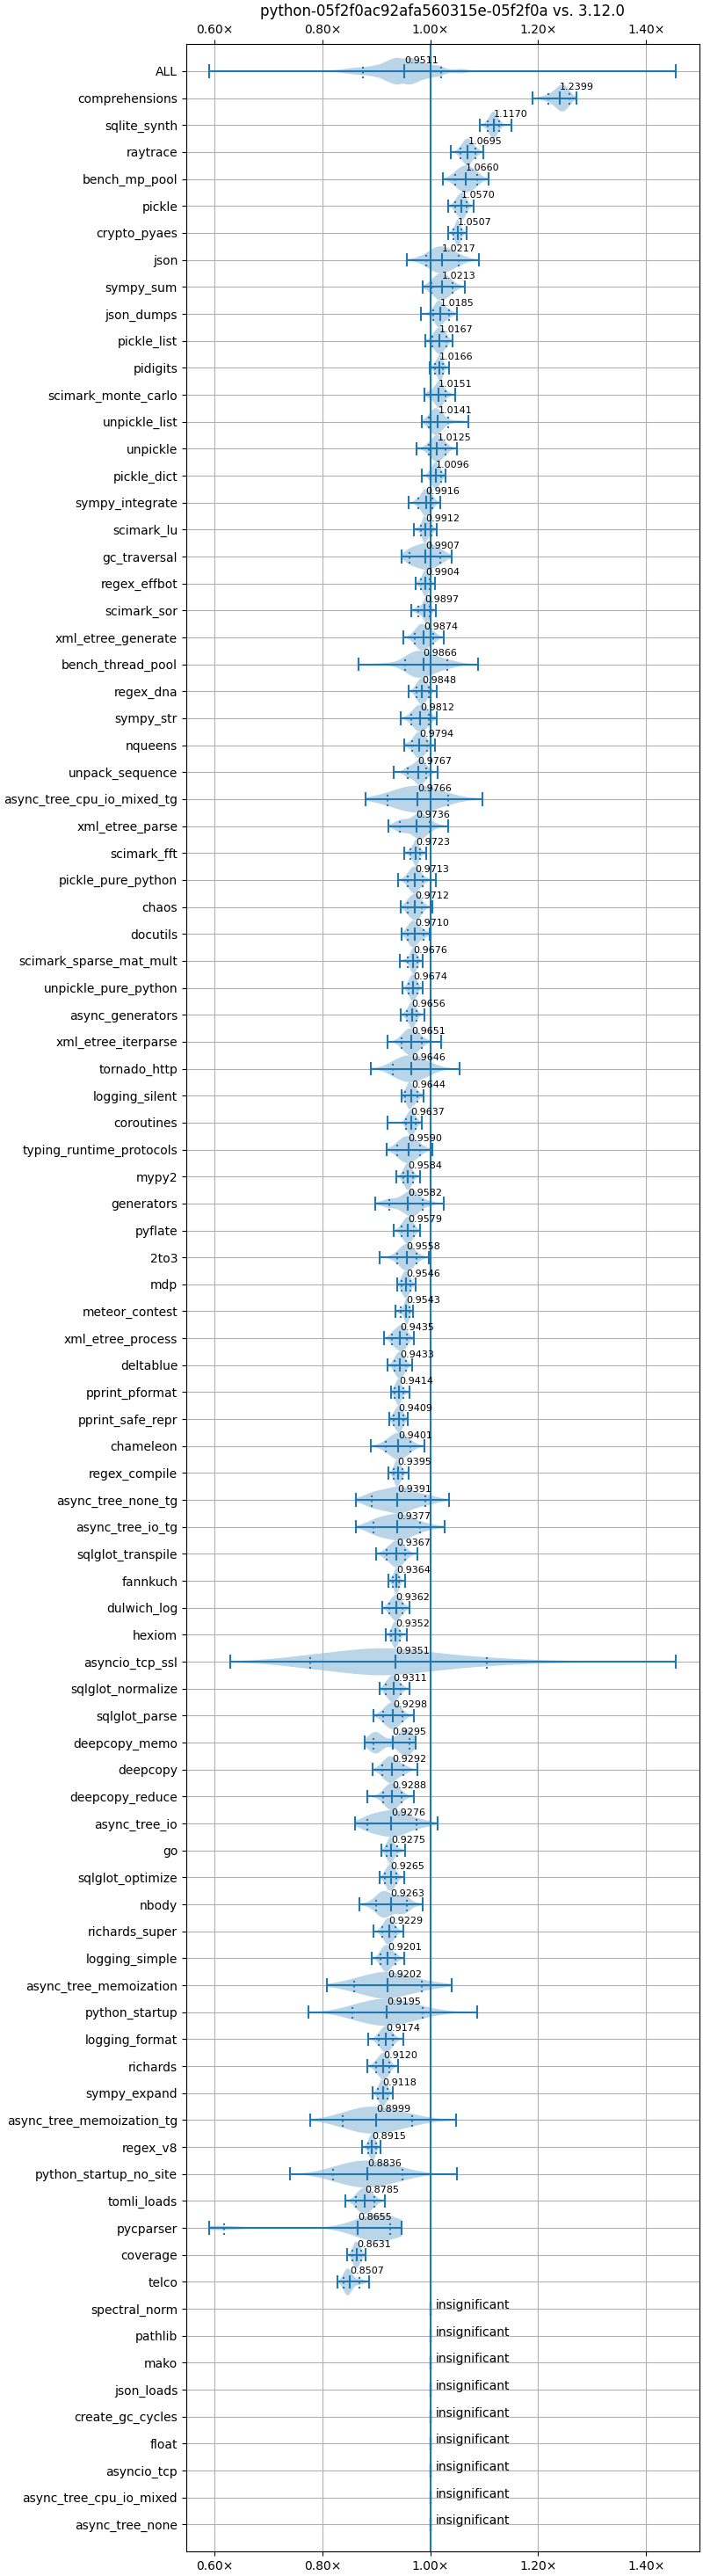 python-05f2f0ac92afa560315e-05f2f0a vs. 3.12.0
0.60× 0.80× 1.00× 1.20× 1.40×
ALL 0.9511
comprehensions 1.2399
sqlite_synth 1.1170
raytrace 1.0695
bench_mp_pool 1.0660
pickle 1.0570
crypto_pyaes 1.0507
json 1.0217
sympy_sum 1.0213
json_dumps 1.0185
pickle_list 1.0167
pidigits 1.0166
scimark_monte_carlo 1.0151
unpickle_list 1.0141
unpickle 1.0125
pickle_dict 1.0096
sympy_integrate 0.9916
scimark_lu 0.9912
gc_traversal 0.9907
regex_effbot 0.9904
scimark_sor 0.9897
xml_etree_generate 0.9874
bench_thread_pool 0.9866
regex_dna 0.9848
sympy_str 0.9812
nqueens 0.9794
unpack_sequence 0.9767
async_tree_cpu_io_mixed_tg 0.9766
xml_etree_parse 0.9736
scimark_fft 0.9723
pickle_pure_python 0.9713
chaos 0.9712
docutils 0.9710
scimark_sparse_mat_mult 0.9676
unpickle_pure_python 0.9674
async_generators 0.9656
xml_etree_iterparse 0.9651
tornado_http 0.9646
logging_silent 0.9644
coroutines 0.9637
typing_runtime_protocols 0.9590
mypy2 0.9584
generators 0.9582
pyflate 0.9579
2to3 0.9558
mdp 0.9546
meteor_contest 0.9543
xml_etree_process 0.9435
deltablue 0.9433
pprint_pformat 0.9414
pprint_safe_repr 0.9409
chameleon 0.9401
regex_compile 0.9395
async_tree_none_tg 0.9391
async_tree_io_tg 0.9377
sqlglot_transpile 0.9367
fannkuch 0.9364
dulwich_log 0.9362
hexiom 0.9352
asyncio_tcp_ssl 0.9351
sqlglot_normalize 0.9311
sqlglot_parse 0.9298
deepcopy_memo 0.9295
deepcopy 0.9292
deepcopy_reduce 0.9288
async_tree_io 0.9276
go 0.9275
sqlglot_optimize 0.9265
nbody 0.9263
richards_super 0.9229
logging_simple 0.9201
async_tree_memoization 0.9202
python_startup 0.9195
logging_format 0.9174
richards 0.9120
sympy_expand 0.9118
async_tree_memoization_tg 0.8999
regex_v8 0.8915
python_startup_no_site 0.8836
tomli_loads 0.8785
pycparser 0.8655
coverage 0.8631
telco 0.8507
spectral_norm insignificant
pathlib insignificant
mako insignificant
json_loads insignificant
create_gc_cycles insignificant
float insignificant
asyncio_tcp insignificant
async_tree_cpu_io_mixed insignificant
async_tree_none insignificant
0.60× 0.80× 1.00× 1.20× 1.40×